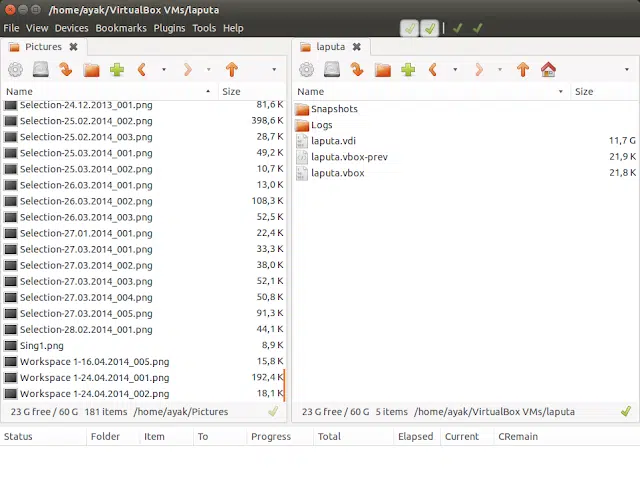 /home/ayak/VirtualBox VMs/laputa
File View Devices Bookmarks Plugins Tools Help
Pictures
Name Size
Selection-24.12.2013_001.png 81,6 K
Selection-25.02.2014_002.png 398,6 K
Selection-25.02.2014_003.png 28,7 K
Selection-25.03.2014_001.png 49,2 K
Selection-25.03.2014_002.png 10,7 K
Selection-26.03.2014_001.png 13,0 K
Selection-26.03.2014_002.png 108,3 K
Selection-26.03.2014_003.png 52,5 K
Selection-27.01.2014_001.png 22,4 K
Selection-27.03.2014_001.png 33,3 K
Selection-27.03.2014_002.png 38,0 K
Selection-27.03.2014_003.png 52,1 K
Selection-27.03.2014_004.png 50,8 K
Selection-27.03.2014_005.png 91,3 K
Selection-28.02.2014_001.png 44,1 K
Sing1.png 8,9 K
Workspace 1-16.04.2014_005.png 15,8 K
Workspace 1-24.04.2014_001.png 192,4 K
Workspace 1-24.04.2014_002.png 18,1 K
23 G free / 60 G 181 items /home/ayak/Pictures
laputa
Name Size
Snapshots
Logs
laputa.vdi 11,7 G
laputa.vbox-prev 21,9 K
laputa.vbox 21,8 K
23 G free / 60 G 5 items /home/ayak/VirtualBox VMs/laputa
Status Folder Item To Progress Total Elapsed Current CRemain